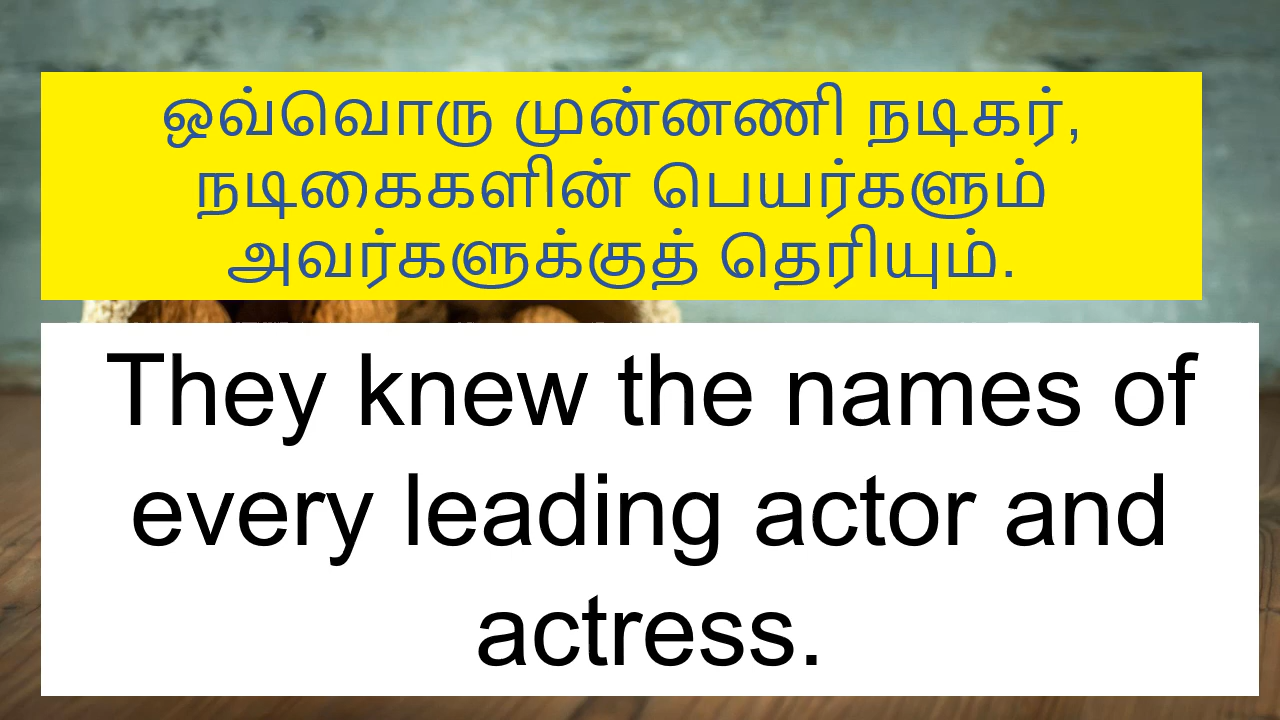 ஒவ்வொரு முன்னணி நடிகர்,
நடிகைகளின் பெயர்களும்
அவர்களுக்குத் தெரியும்.
They knew the names of
every leading actor and
actress.